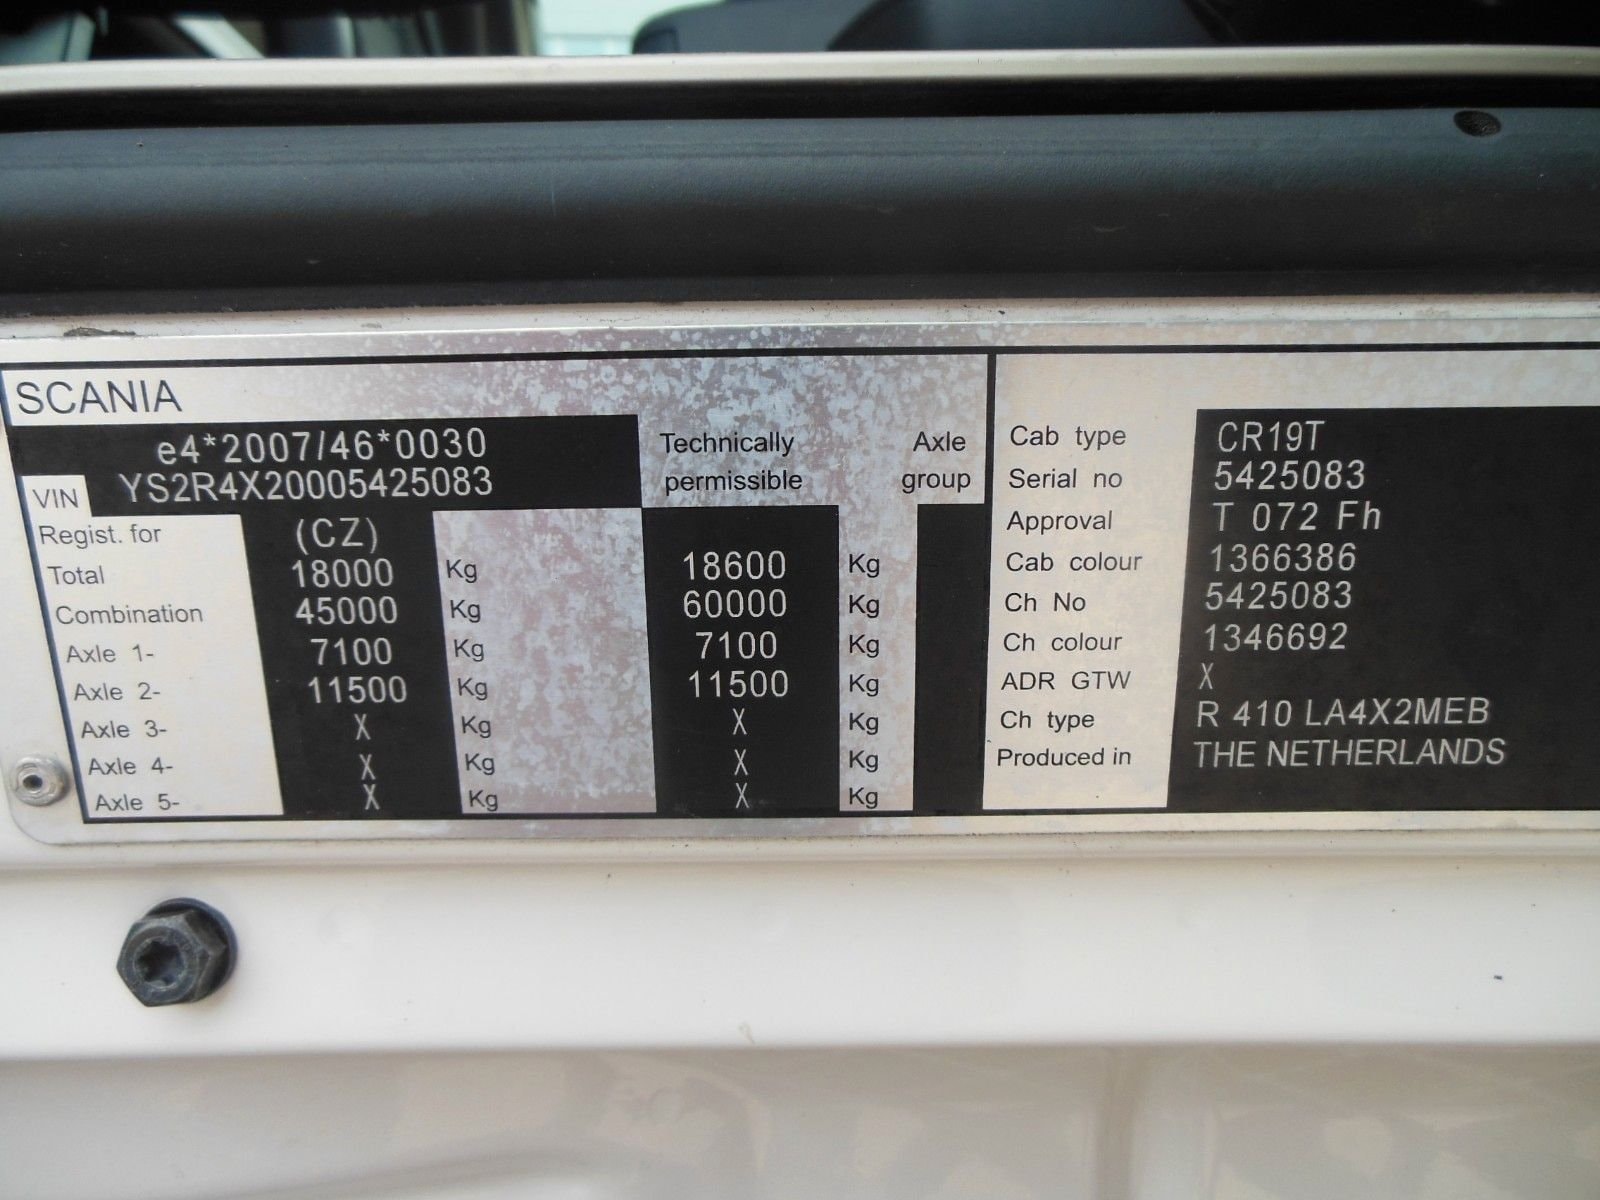 SCANIA
e4*2007/46*0030
VIN YS2R4X20005425083
Technically permissible
Axle group
Regist. for (CZ)
Total 18000 Kg 18600 Kg
Combination 45000 Kg 60000 Kg
Axle 1- 7100 Kg 7100 Kg
Axle 2- 11500 Kg 11500 Kg
Axle 3- X Kg X Kg
Axle 4- X Kg X Kg
Axle 5- X Kg X Kg
Cab type CR19T
Serial no 5425083
Approval T 072 Fh
Cab colour 1366386
Ch No 5425083
Ch colour 1346692
ADR GTW X
Ch type R 410 LA4X2MEB
Produced in THE NETHERLANDS